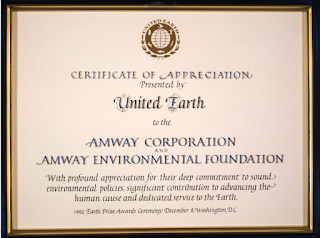 UNITED EARTH
CERTIFICATE OF APPRECIATION
Presented by
United Earth
to the
AMWAY CORPORATION
AND
AMWAY ENVIRONMENTAL FOUNDATION
With profound appreciation for their deep commitment to sound
environmental policies, significant contribution to advancing the
human cause and dedicated service to the Earth.
Earth Prize Awards Ceremony December 8 Washington, D.C.